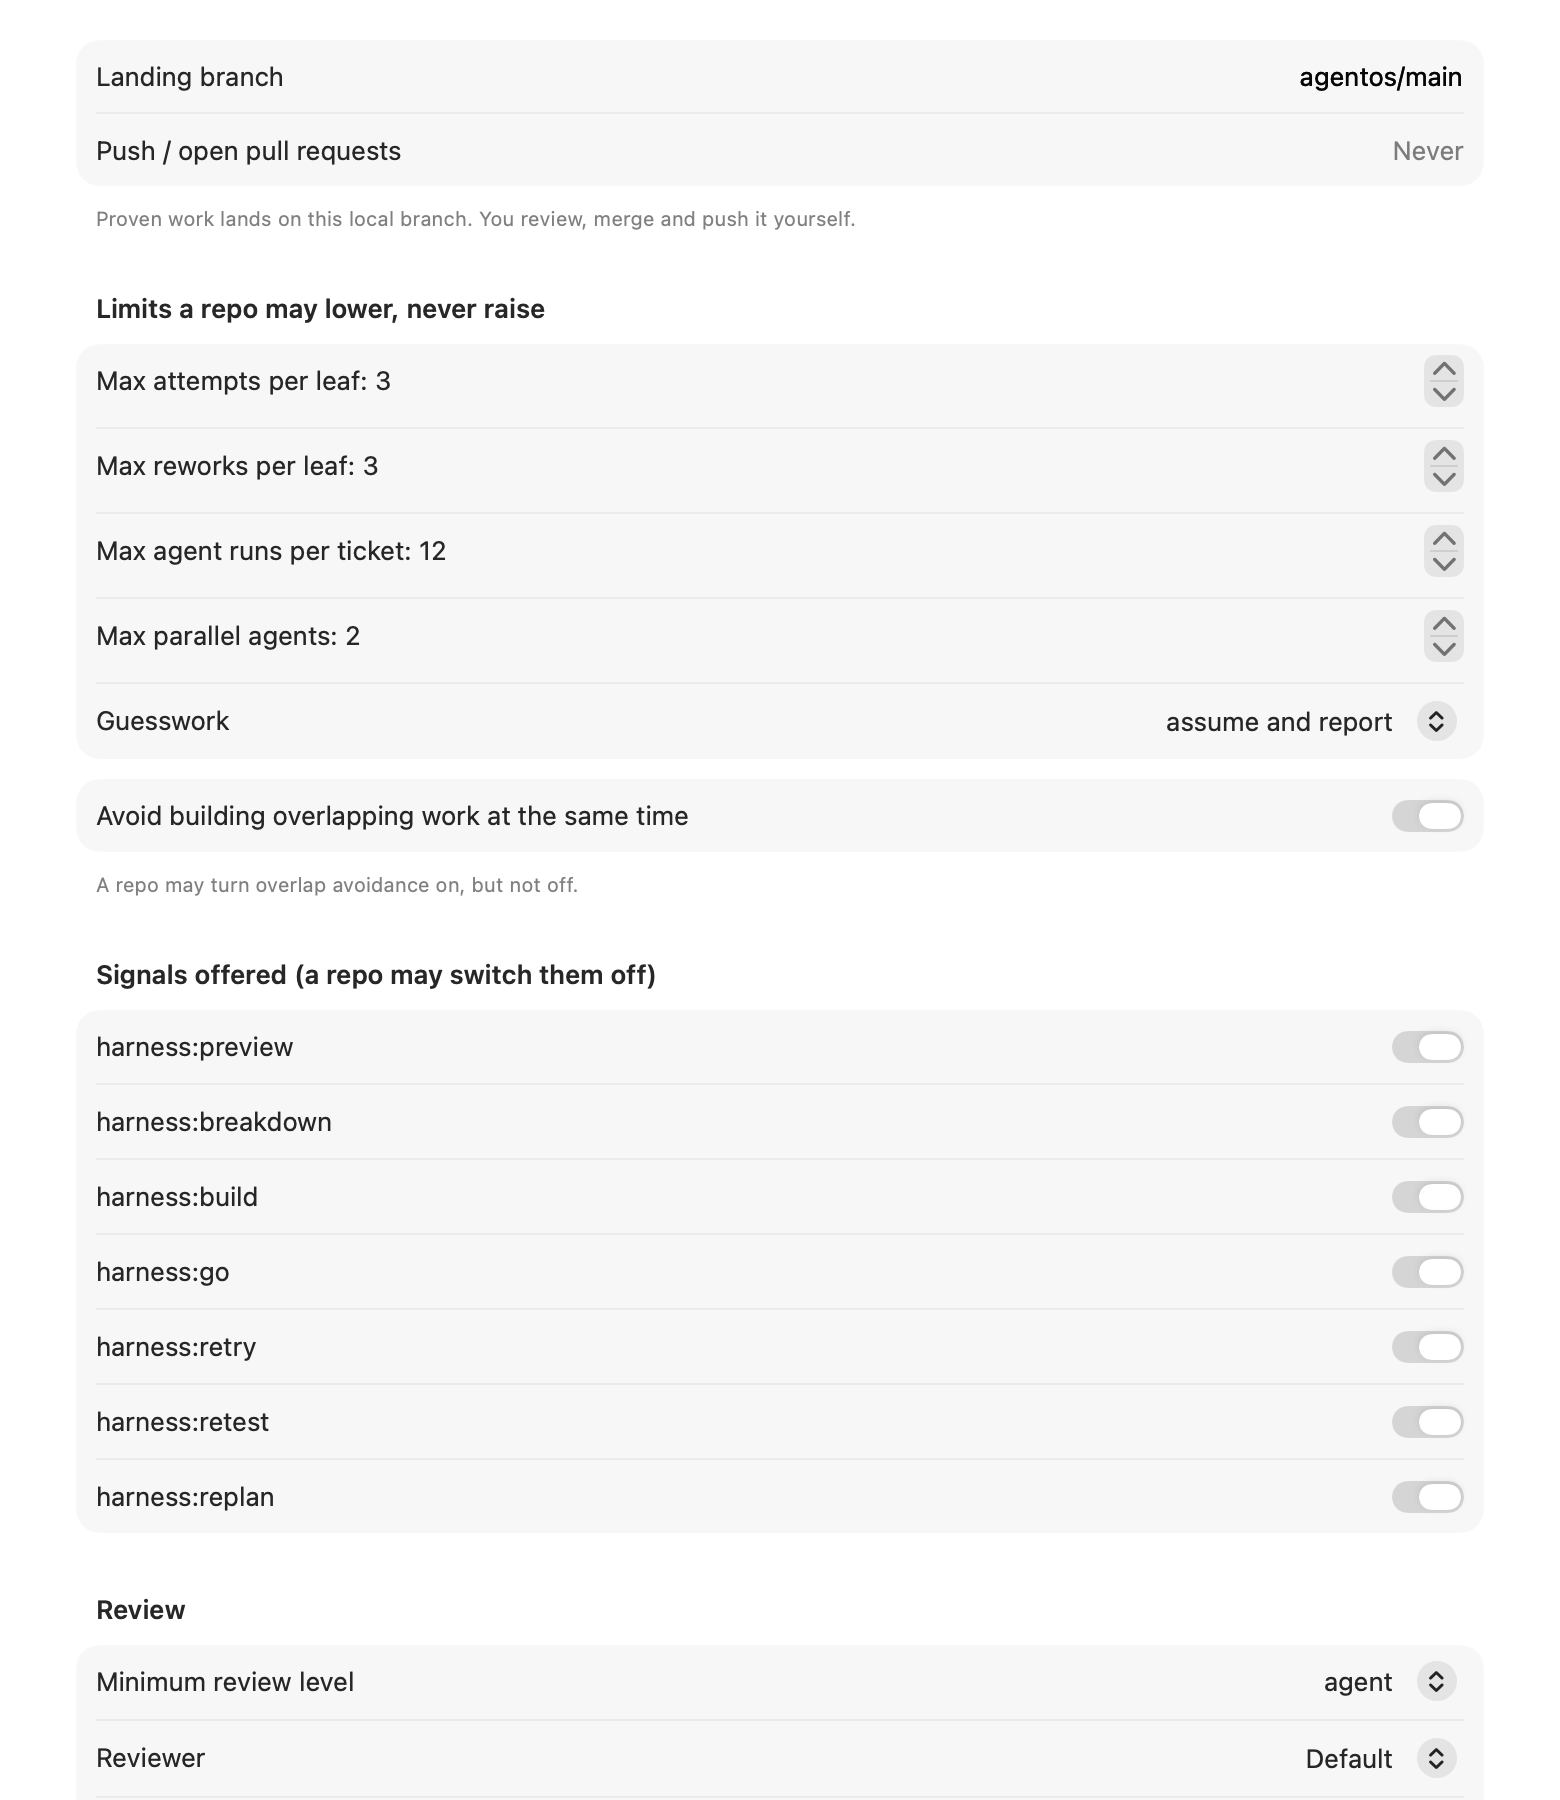 Landing branch
agentos/main
Push / open pull requests
Never
Proven work lands on this local branch. You review, merge and push it yourself.
Limits a repo may lower, never raise
Max attempts per leaf: 3
Max reworks per leaf: 3
Max agent runs per ticket: 12
Max parallel agents: 2
Guesswork
assume and report
Avoid building overlapping work at the same time
A repo may turn overlap avoidance on, but not off.
Signals offered (a repo may switch them off)
harness:preview
harness:breakdown
harness:build
harness:go
harness:retry
harness:retest
harness:replan
Review
Minimum review level
agent
Reviewer
Default